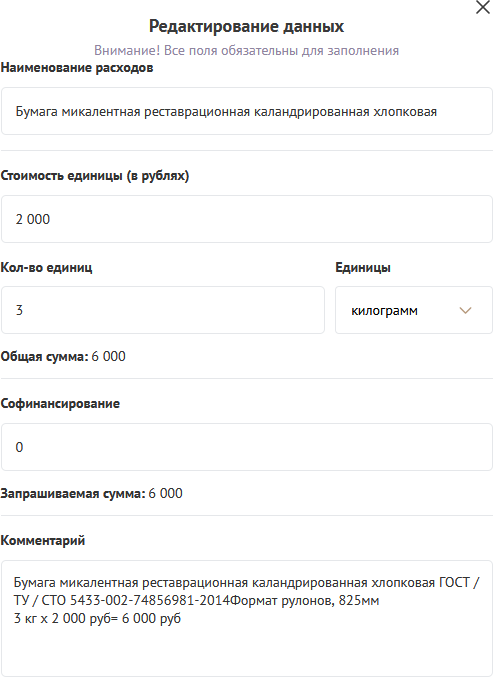 Редактирование данных
Внимание! Все поля обязательны для заполнения
Наименование расходов
Бумага микалентная реставрационная каландрированная хлопковая
Стоимость единицы (в рублях)
2 000
Кол-во единиц
Единицы
3
килограмм
Общая сумма: 6 000
Софинансирование
0
Запрашиваемая сумма: 6 000
Комментарий
Бумага микалентная реставрационная каландрированная хлопковая ГОСТ /
ТУ / СТО 5433-002-74856981-2014Формат рулонов, 825мм
3 кг х 2 000 руб= 6 000 руб